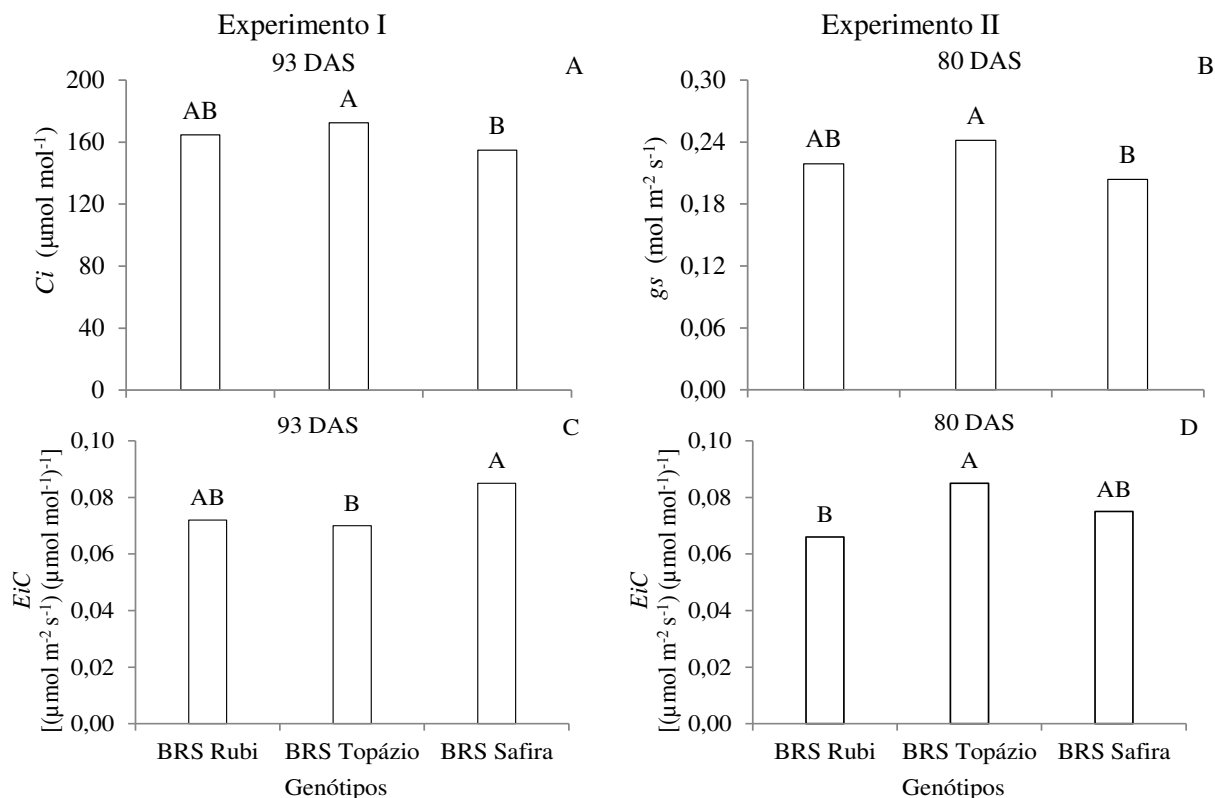 Experimento I
93 DAS
A
200
160
120
80
40
0
Ci (µmol mol-1)
AB
A
B
Experimento II
80 DAS
B
0,30
0,24
0,18
0,12
0,06
0,00
gs (mol m-2 s-1)
AB
A
B
93 DAS
C
0,10
0,08
0,06
0,04
0,02
0,00
EiC
[(µmol m-2 s-1) (µmol mol-1)-1]
AB
B
A
BRS Rubi BRS Topázio BRS Safira
Genótipos
80 DAS
D
0,10
0,08
0,06
0,04
0,02
0,00
EiC
[(µmol m-2 s-1) (µmol mol-1)-1]
B
A
AB
BRS Rubi BRS Topázio BRS Safira
Genótipos